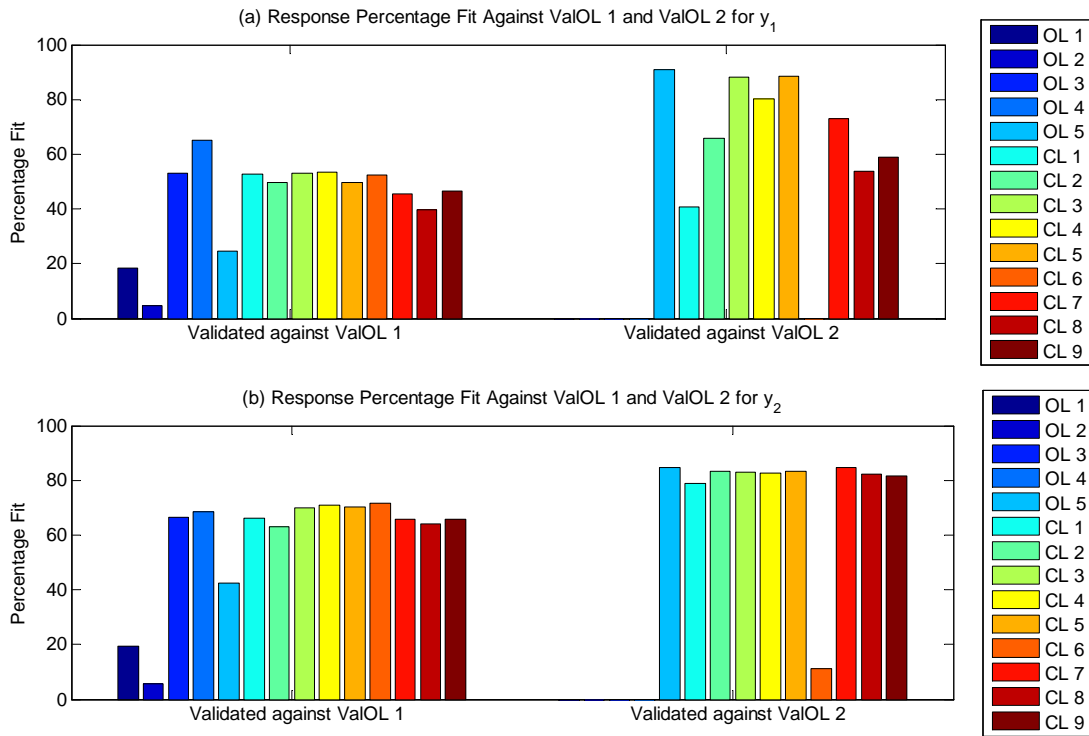 (a) Response Percentage Fit Against ValOL 1 and ValOL 2 for y1
100
80
60
40
20
0
Percentage Fit
Validated against ValOL 1
Validated against ValOL 2
OL 1
OL 2
OL 3
OL 4
OL 5
CL 1
CL 2
CL 3
CL 4
CL 5
CL 6
CL 7
CL 8
CL 9
(b) Response Percentage Fit Against ValOL 1 and ValOL 2 for y2
100
80
60
40
20
0
Percentage Fit
Validated against ValOL 1
Validated against ValOL 2
OL 1
OL 2
OL 3
OL 4
OL 5
CL 1
CL 2
CL 3
CL 4
CL 5
CL 6
CL 7
CL 8
CL 9